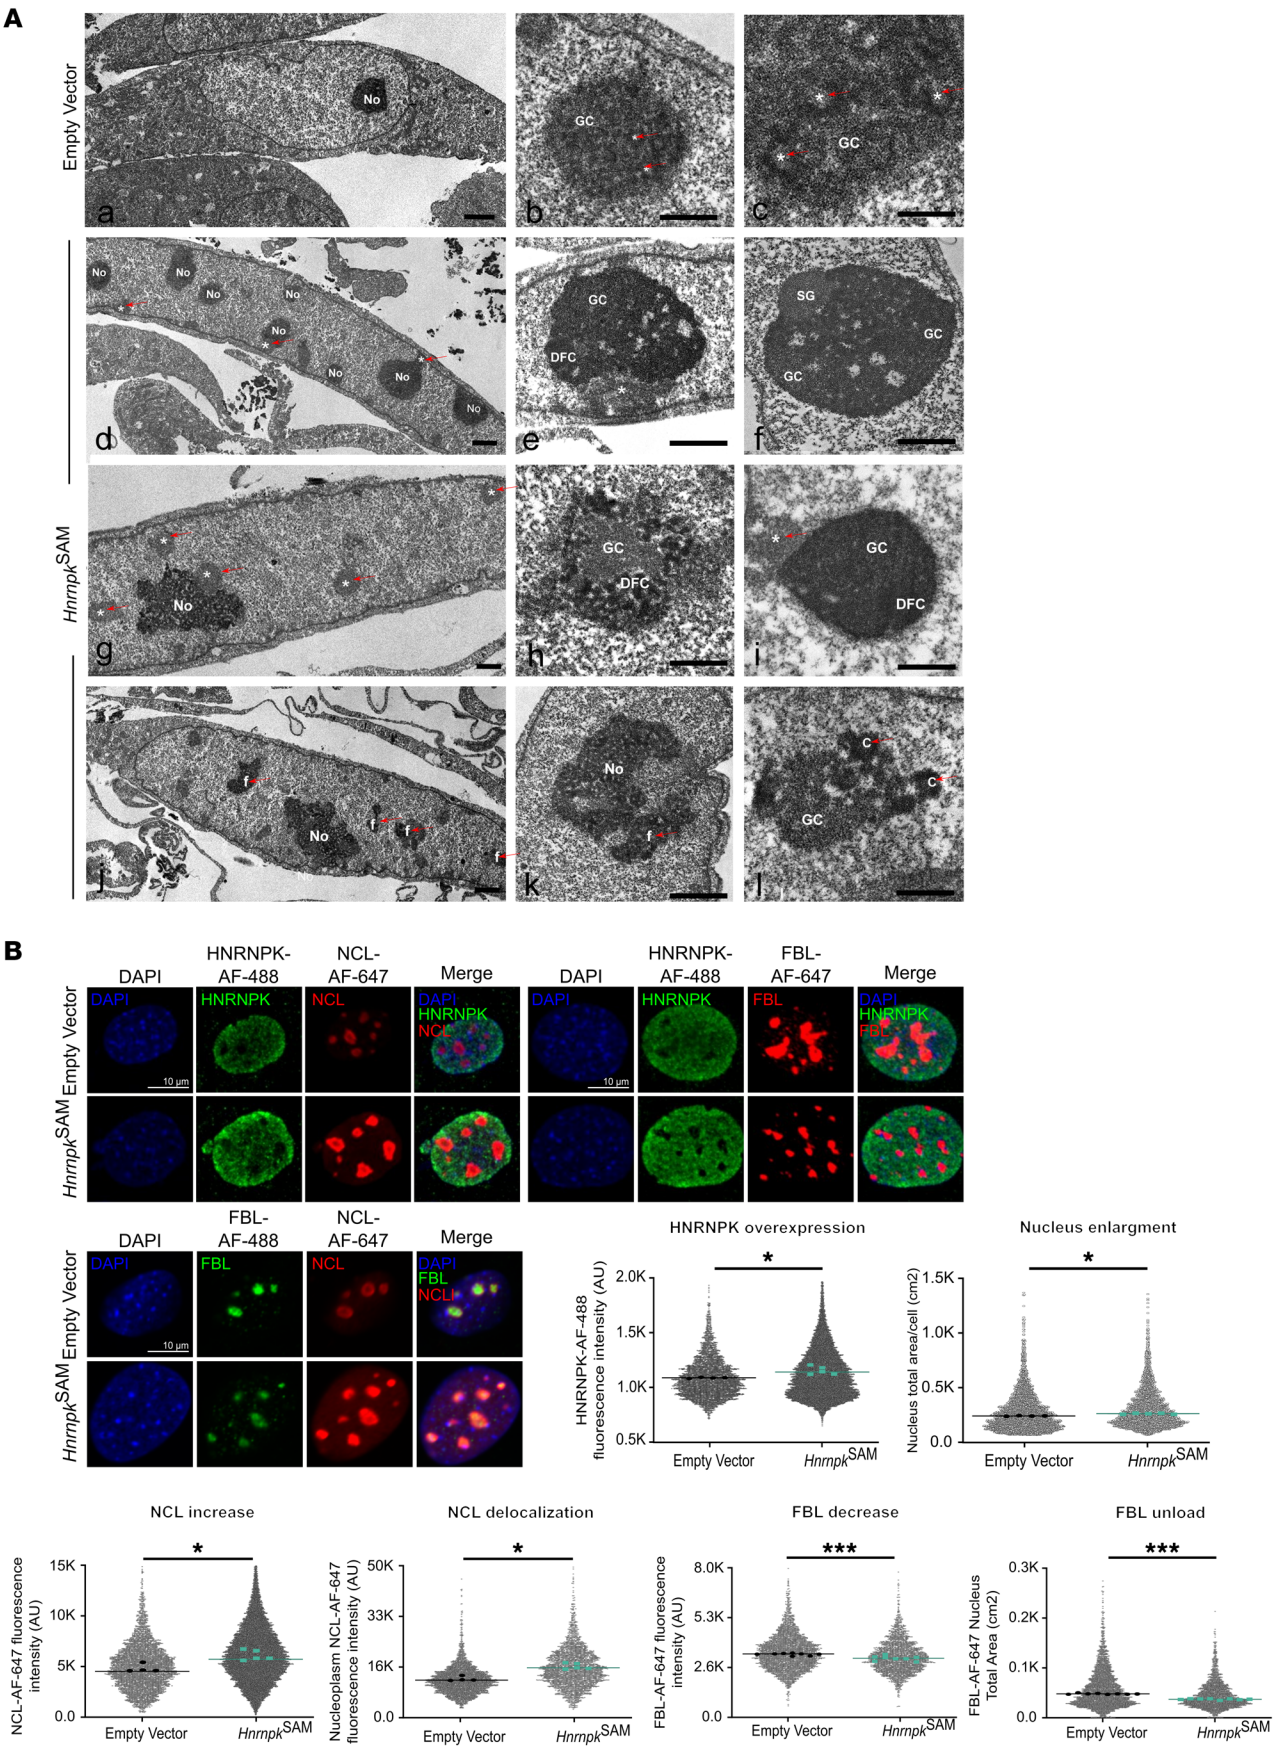 A
Empty Vector
No
a
GC
*
*
b
*
*
*
GC
c
HnrnpkSAM
No
No
No
No
No
No
No
No
*
*
*
d
GC
DFC
*
e
SG
GC
GC
f
*
*
*
*
*
No
g
GC
DFC
h
*
GC
DFC
i
f
f
f
f
No
j
No
f
k
c
c
GC
l
B
DAPI
HNRNPK-
AF-488
NCL-
AF-647
Merge
DAPI
HNRNPK-
AF-488
FBL-
AF-647
Merge
Empty Vector
DAPI
10 µm
HNRNPK
NCL
DAPI
HNRNPK
NCL
DAPI
10 µm
HNRNPK
FBL
DAPI
HNRNPK
FBL
HnrnpkSAM
DAPI
FBL-
AF-488
NCL-
AF-647
Merge
Empty Vector
DAPI
10 µm
FBL
NCL
DAPI
FBL
NCLI
HnrnpkSAM
HNRNPK overexpression
*
HNRNPK-AF-488
fluorescence intensity (AU)
2.0K
1.5K
1.0K
0.5K
Empty Vector
HnrnpkSAM
Nucleus enlargment
*
Nucleus total area/cell (cm2)
1.5K
1.0K
0.5K
0.0
Empty Vector
HnrnpkSAM
NCL increase
*
NCL-AF-647 fluorescence
intensity (AU)
15K
10K
5K
0.0
Empty Vector
HnrnpkSAM
NCL delocalization
*
Nucleoplasm NCL-AF-647
fluorescence intensity (AU)
50K
33K
16K
0.0
Empty Vector
HnrnpkSAM
FBL decrease
***
FBL-AF-647 fluorescence
intensity (AU)
8.0K
5.3K
2.6K
0.0
Empty Vector
HnrnpkSAM
FBL unload
***
FBL-AF-647 Nucleus
Total Area (cm2)
0.3K
0.2K
0.1K
0.0
Empty Vector
HnrnpkSAM